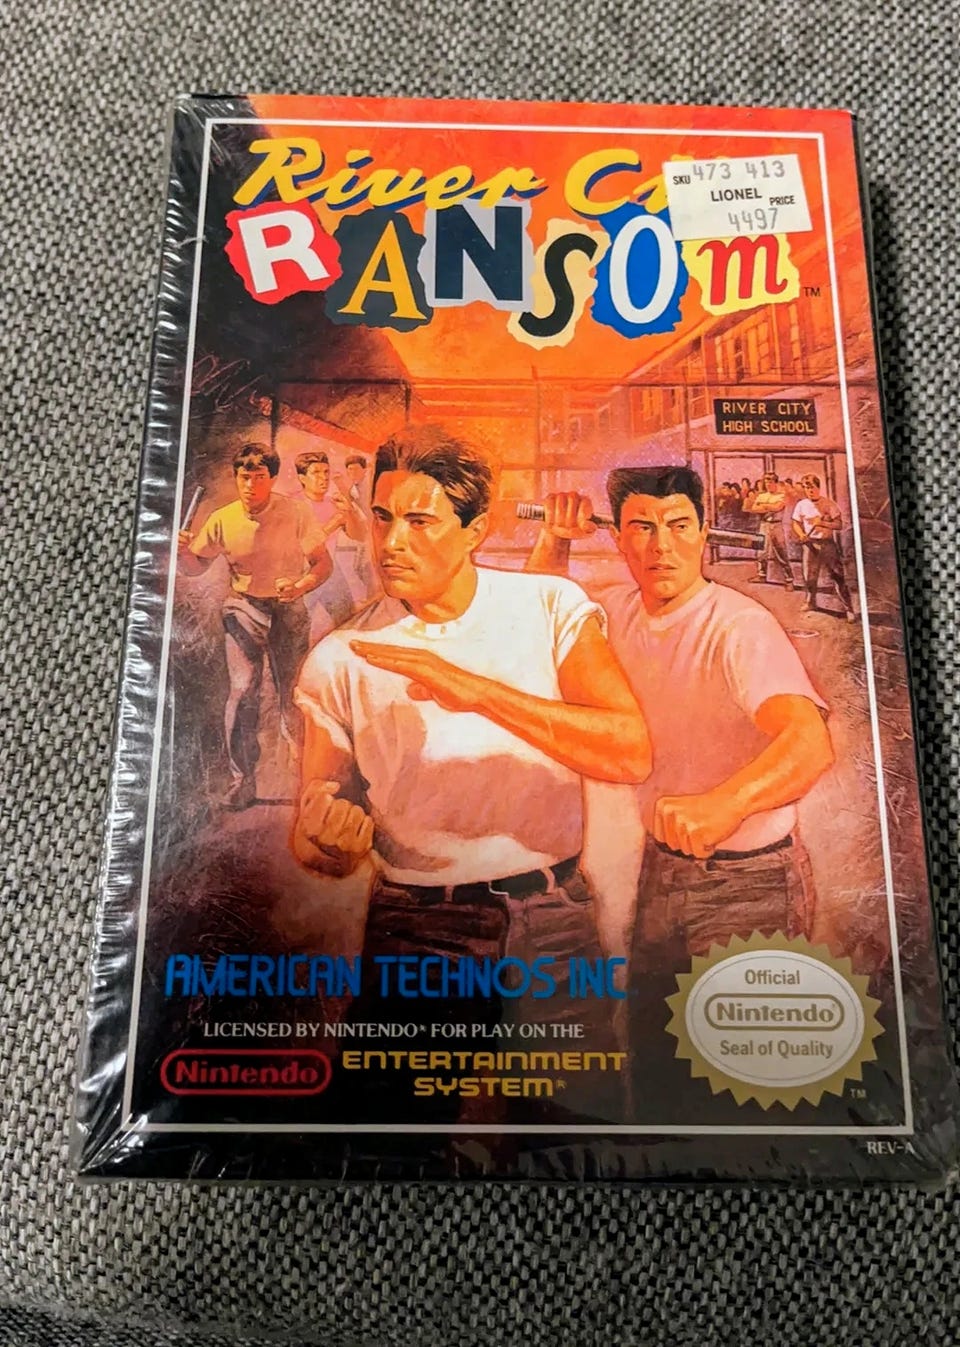 River C
RANSOM
TM
SKU 473 413
LIONEL
PRICE
4497
RIVER CITY
HIGH SCHOOL
AMERICAN TECHNOS INC
LICENSED BY NINTENDO® FOR PLAY ON THE
Nintendo
ENTERTAINMENT
SYSTEM®
Official
Nintendo®
Seal of Quality
TM
REV-A